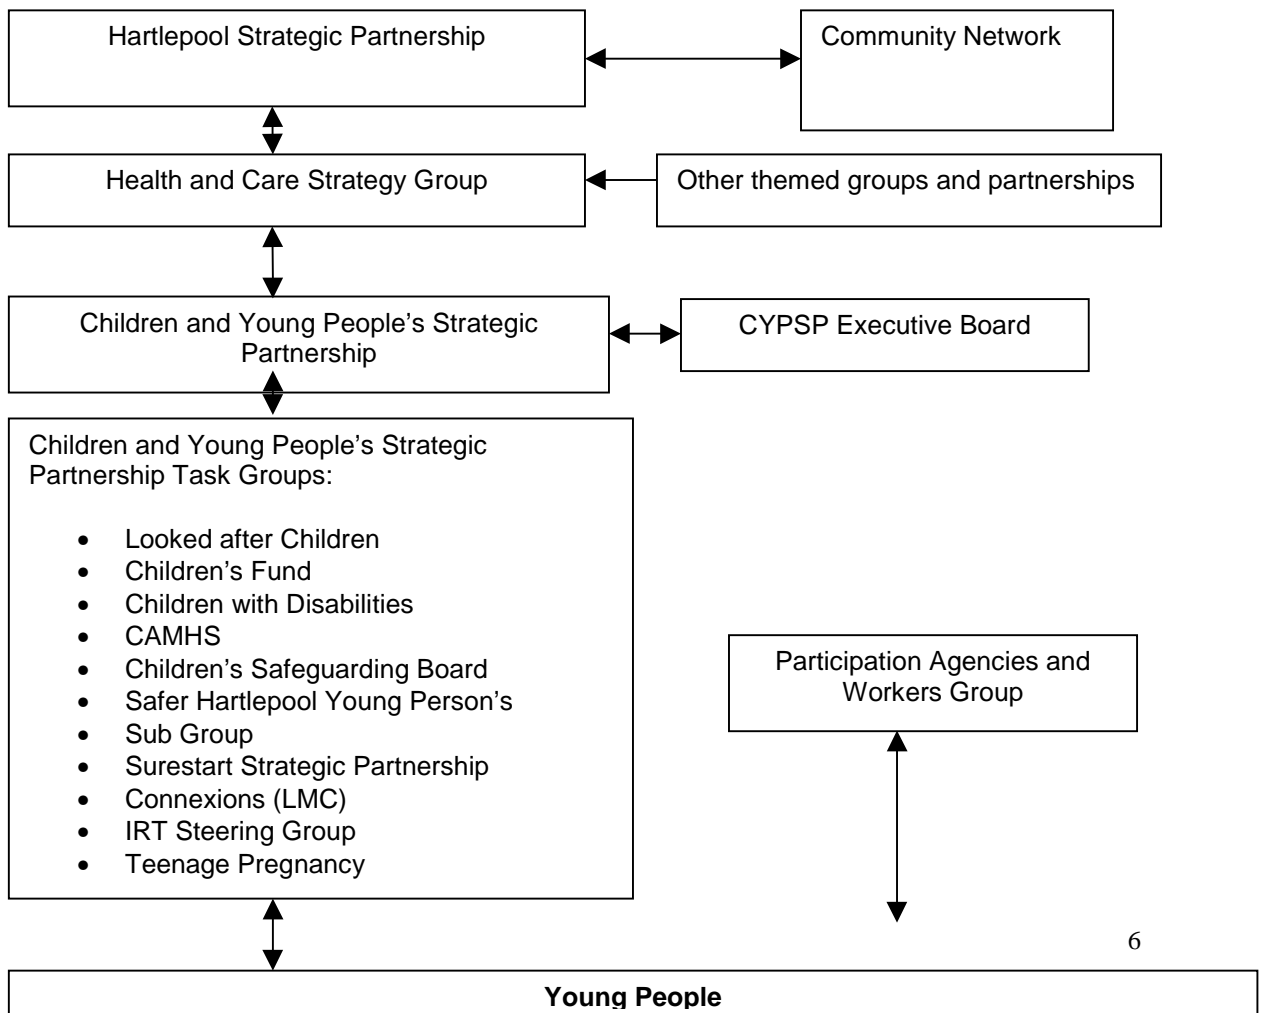 Hartlepool Strategic Partnership
Community Network
Health and Care Strategy Group
Other themed groups and partnerships
Children and Young People’s Strategic
Partnership
CYPSP Executive Board
Children and Young People’s Strategic
Partnership Task Groups:
• Looked after Children
• Children’s Fund
• Children with Disabilities
• CAMHS
• Children’s Safeguarding Board
• Safer Hartlepool Young Person’s
• Sub Group
• Surestart Strategic Partnership
• Connexions (LMC)
• IRT Steering Group
• Teenage Pregnancy
Participation Agencies and
Workers Group
6
Young People